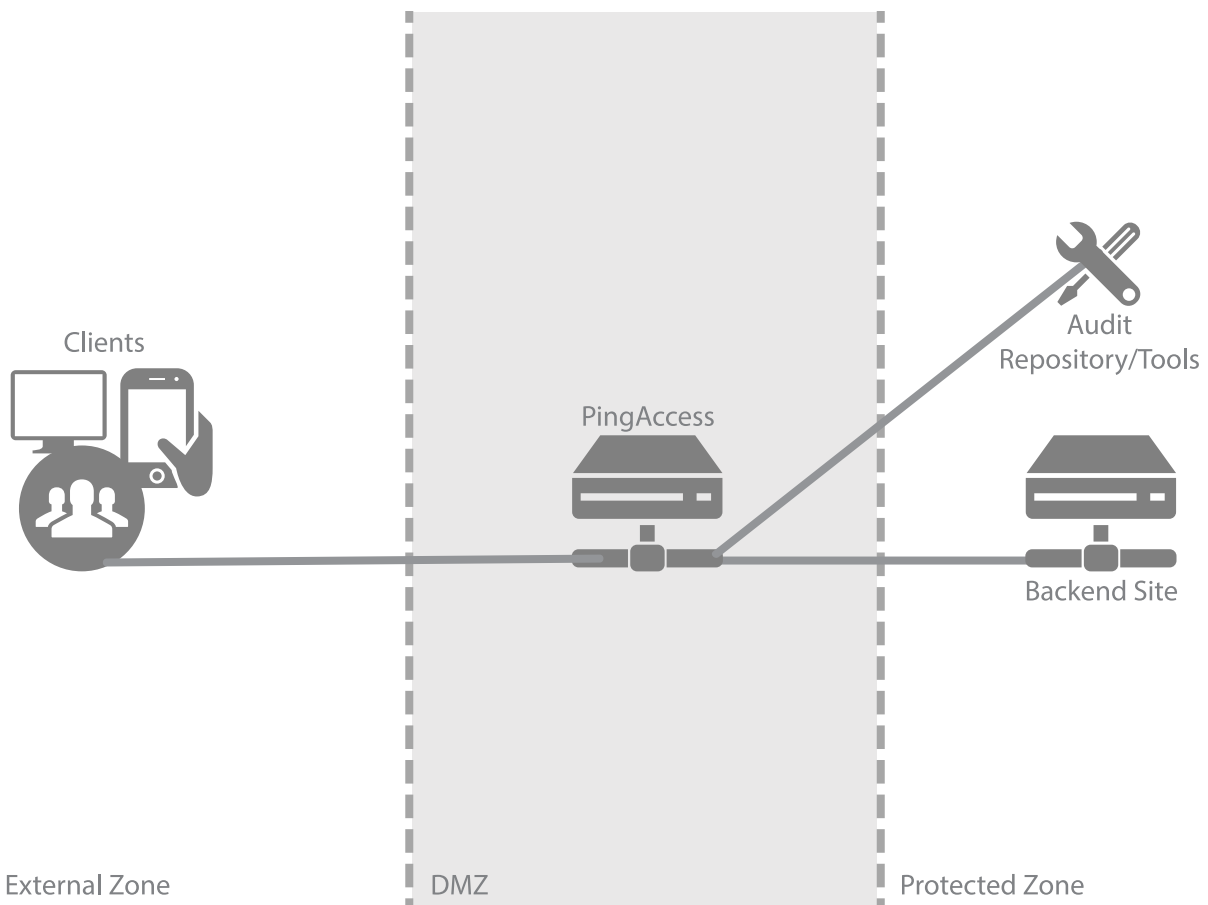 Clients
PingAccess
Audit
Repository/Tools
Backend Site
External Zone
DMZ
Protected Zone